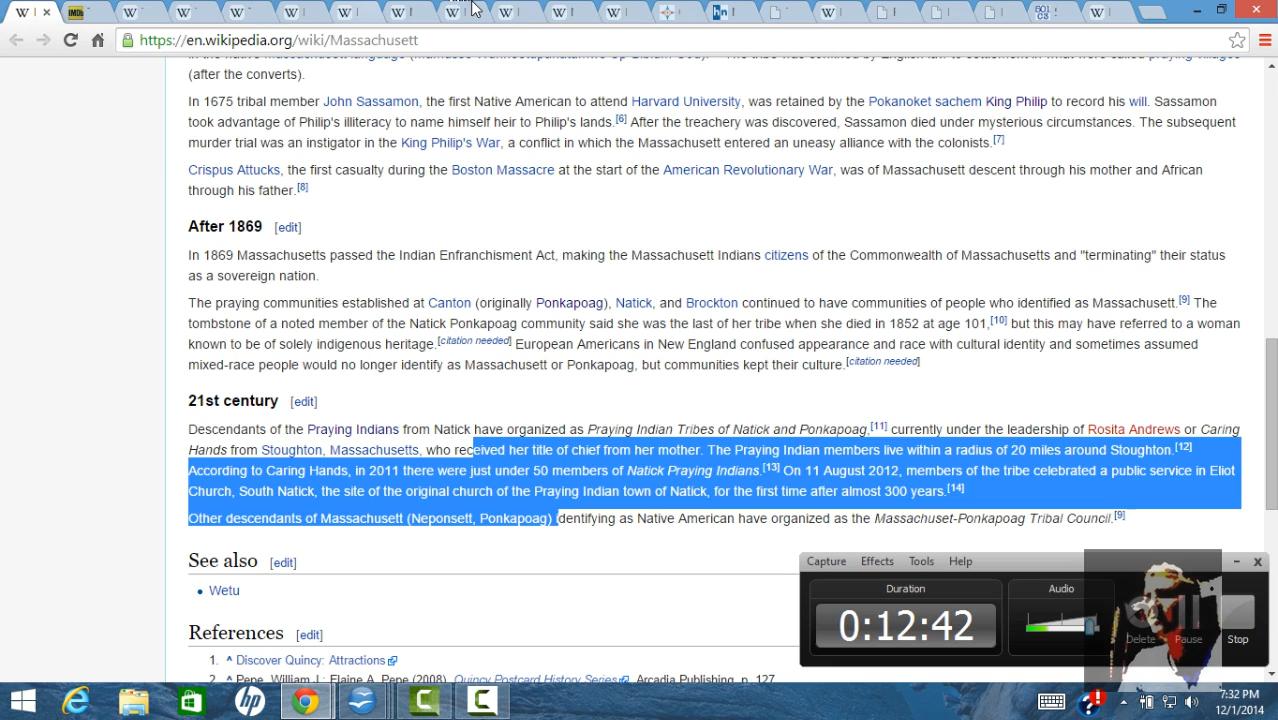 https://en.wikipedia.org/wiki/Massachusett
(after the converts).
In 1675 tribal member John Sassamon, the first Native American to attend Harvard University, was retained by the Pokanoket sachem King Philip to record his will. Sassamon
took advantage of Philip's illiteracy to name himself heir to Philip's lands.[6] After the treachery was discovered, Sassamon died under mysterious circumstances. The subsequent
murder trial was an instigator in the King Philip's War, a conflict in which the Massachusett entered an uneasy alliance with the colonists.[7]
Crispus Attucks, the first casualty during the Boston Massacre at the start of the American Revolutionary War, was of Massachusett descent through his mother and African
through his father.[8]
After 1869 [edit]
In 1869 Massachusetts passed the Indian Enfranchisement Act, making the Massachusett Indians citizens of the Commonwealth of Massachusetts and "terminating" their status
as a sovereign nation.
The praying communities established at Canton (originally Ponkapoag), Natick, and Brockton continued to have communities of people who identified as Massachusett.[9] The
tombstone of a noted member of the Natick Ponkapoag community said she was the last of her tribe when she died in 1852 at age 101,[10] but this may have referred to a woman
known to be of solely indigenous heritage.[citation needed] European Americans in New England confused appearance and race with cultural identity and sometimes assumed
mixed-race people would no longer identify as Massachusett or Ponkapoag, but communities kept their culture.[citation needed]
21st century [edit]
Descendants of the Praying Indians from Natick have organized as Praying Indian Tribes of Natick and Ponkapoag,[11] currently under the leadership of Rosita Andrews or Caring
Hands from Stoughton, Massachusetts, who received her title of chief from her mother. The Praying Indian members live within a radius of 20 miles around Stoughton.[12]
According to Caring Hands, in 2011 there were just under 50 members of Natick Praying Indians.[13] On 11 August 2012, members of the tribe celebrated a public service in Eliot
Church, South Natick, the site of the original church of the Praying Indian town of Natick, for the first time after almost 300 years.[14]
Other descendants of Massachusett (Neponsett, Ponkapoag) identifying as Native American have organized as the Massachuset-Ponkapoag Tribal Council.[9]
See also [edit]
• Wetu
References [edit]
1. ^ Discover Quincy: Attractions
2. ^ Pepe, William J.; Elaine A. Pepe (2008). Quincy Postcard History Series. Arcadia Publishing. p. 127.
Capture Effects Tools Help
Duration
Audio
0:12:42
Delete Pause Stop
7:32 PM
12/1/2014